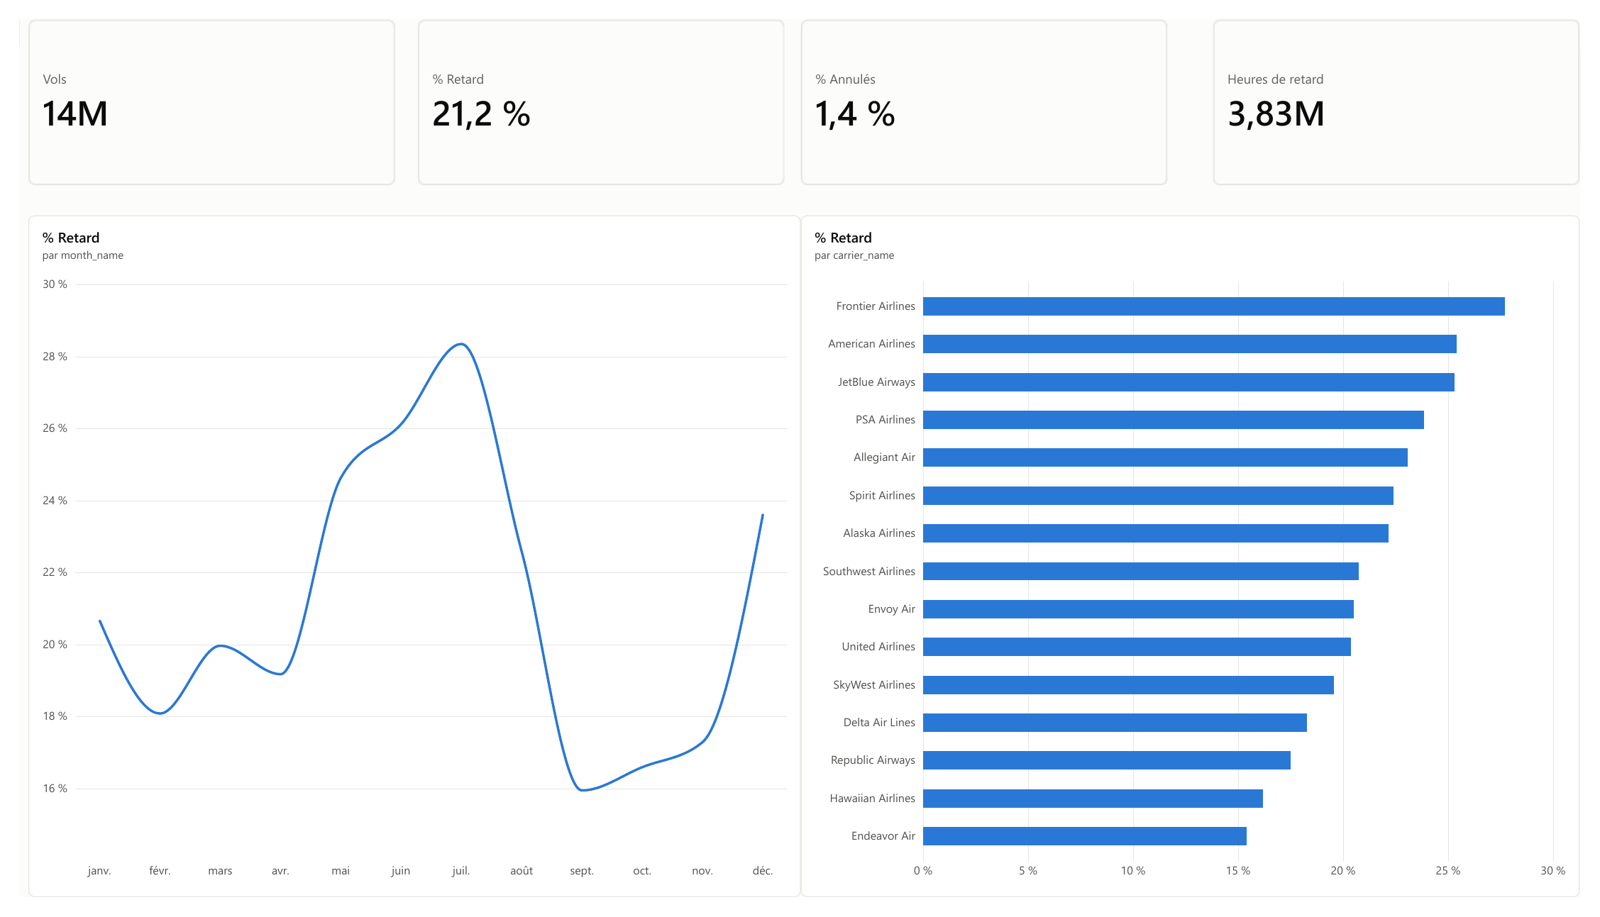 Vols
14M
% Retard
21,2 %
% Annulés
1,4 %
Heures de retard
3,83M
% Retard
par month_name
30 %
28 %
26 %
24 %
22 %
20 %
18 %
16 %
janv.
févr.
mars
avr.
mai
juin
juil.
août
sept.
oct.
nov.
déc.
% Retard
par carrier_name
Frontier Airlines
American Airlines
JetBlue Airways
PSA Airlines
Allegiant Air
Spirit Airlines
Alaska Airlines
Southwest Airlines
Envoy Air
United Airlines
SkyWest Airlines
Delta Air Lines
Republic Airways
Hawaiian Airlines
Endeavor Air
0 %
5 %
10 %
15 %
20 %
25 %
30 %